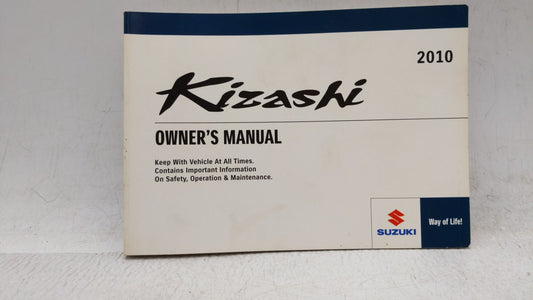 2010
Kizashi
OWNER'S MANUAL
Keep With Vehicle At All Times.
Contains Important Information
On Safety, Operation & Maintenance.
SUZUKI
Way of Life!